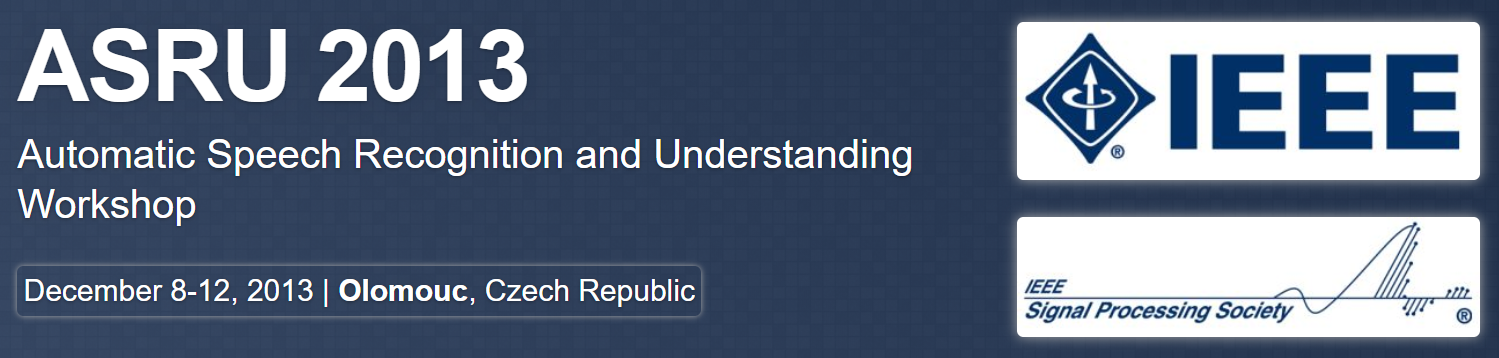 ASRU 2013
Automatic Speech Recognition and Understanding
Workshop
December 8-12, 2013 | Olomouc, Czech Republic
IEEE
®
IEEE
Signal Processing Society
®